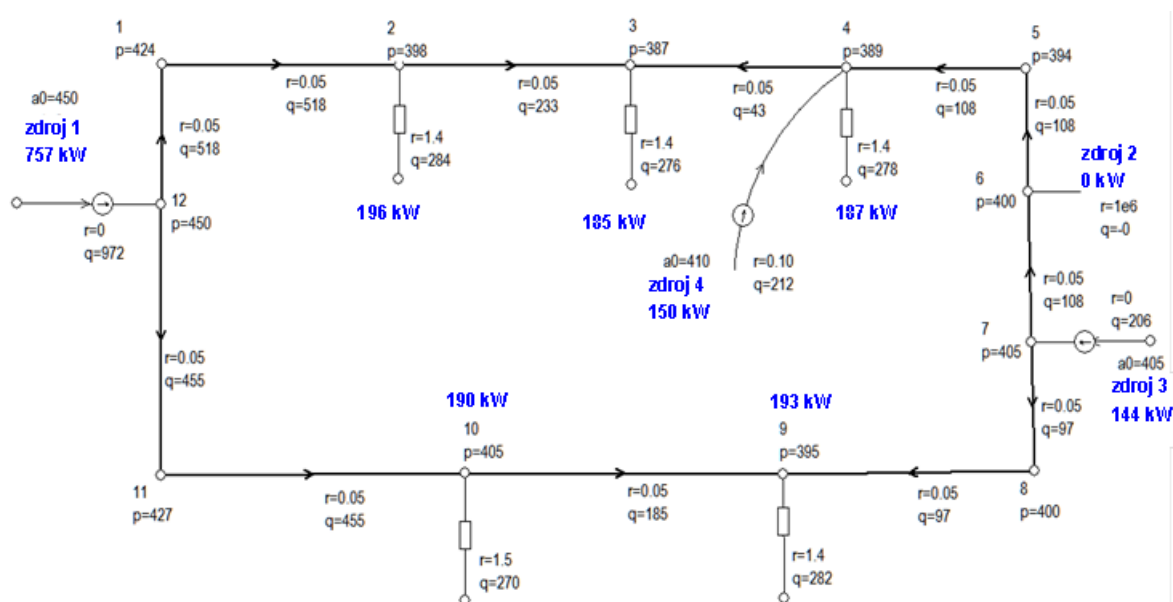 1
p=424
2
p=398
3
p=387
4
p=389
5
p=394
r=0.05
q=518
r=0.05
q=233
r=0.05
q=43
r=0.05
q=108
a0=450
zdroj 1
757 kW
r=0.05
q=518
r=1.4
q=284
r=1.4
q=276
r=1.4
q=278
r=0.05
q=108
zdroj 2
0 kW
6
p=400
r=1e6
q=-0
12
p=450
r=0
q=972
196 kW
185 kW
187 kW
a0=410
zdroj 4
150 kW
r=0.10
q=212
r=0.05
q=108
r=0
q=206
7
p=405
a0=405
zdroj 3
144 kW
r=0.05
q=455
190 kW
193 kW
r=0.05
q=97
10
p=405
9
p=395
11
p=427
r=0.05
q=455
r=0.05
q=185
r=0.05
q=97
8
p=400
r=1.5
q=270
r=1.4
q=282